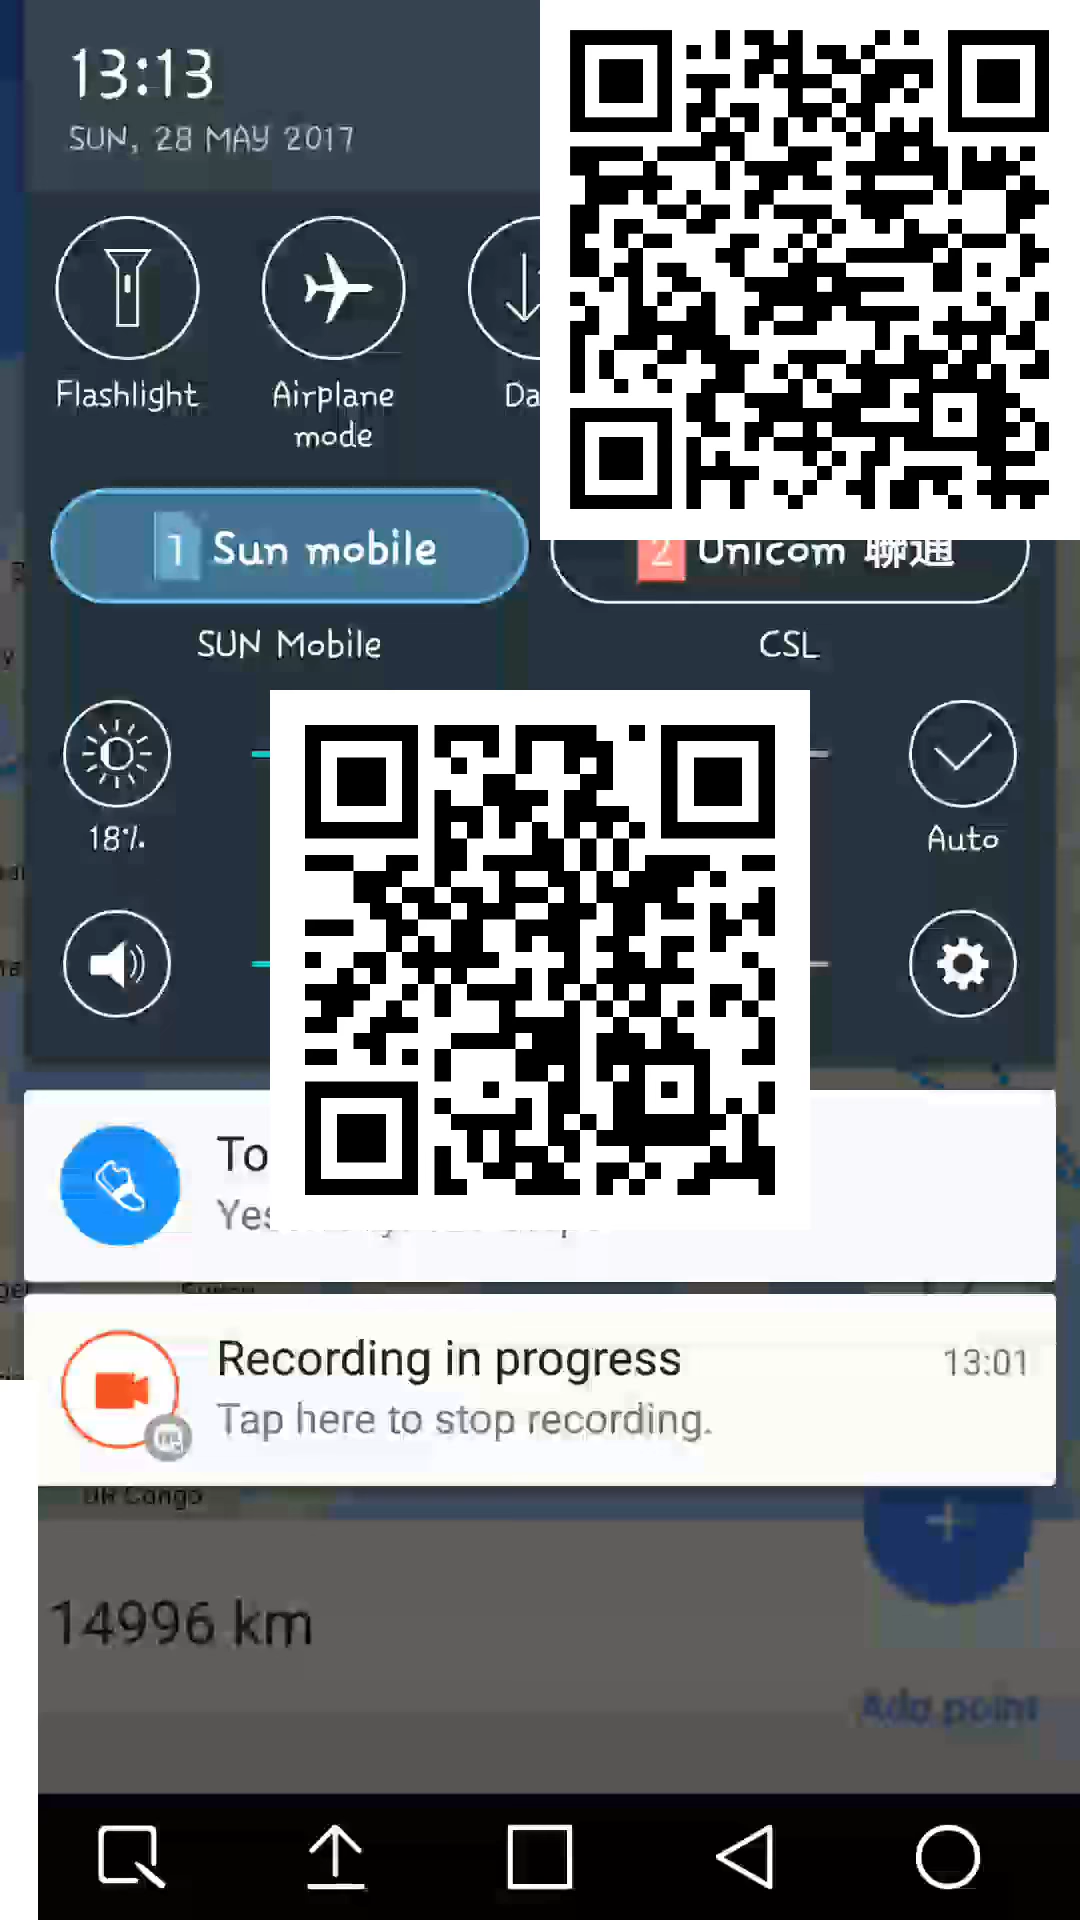 13:13
SUN, 28 MAY 2017
Flashlight
Airplane
mode
Da
1 Sun mobile
2 Unicom 聯通
SUN Mobile
CSL
18%
Auto
To
Yes
Recording in progress
13:01
Tap here to stop recording.
DR Congo
14996 km
Add point